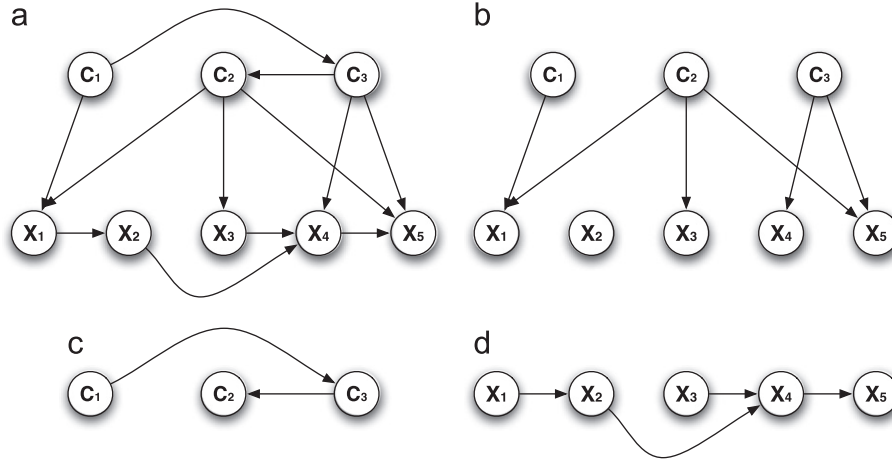 a
b
C₁ C₂ C₃
C₁ C₂ C₃
X₁ X₂ X₃ X₄ X₅
X₁ X₂ X₃ X₄ X₅
c
d
C₁ C₂ C₃
X₁ X₂ X₃ X₄ X₅